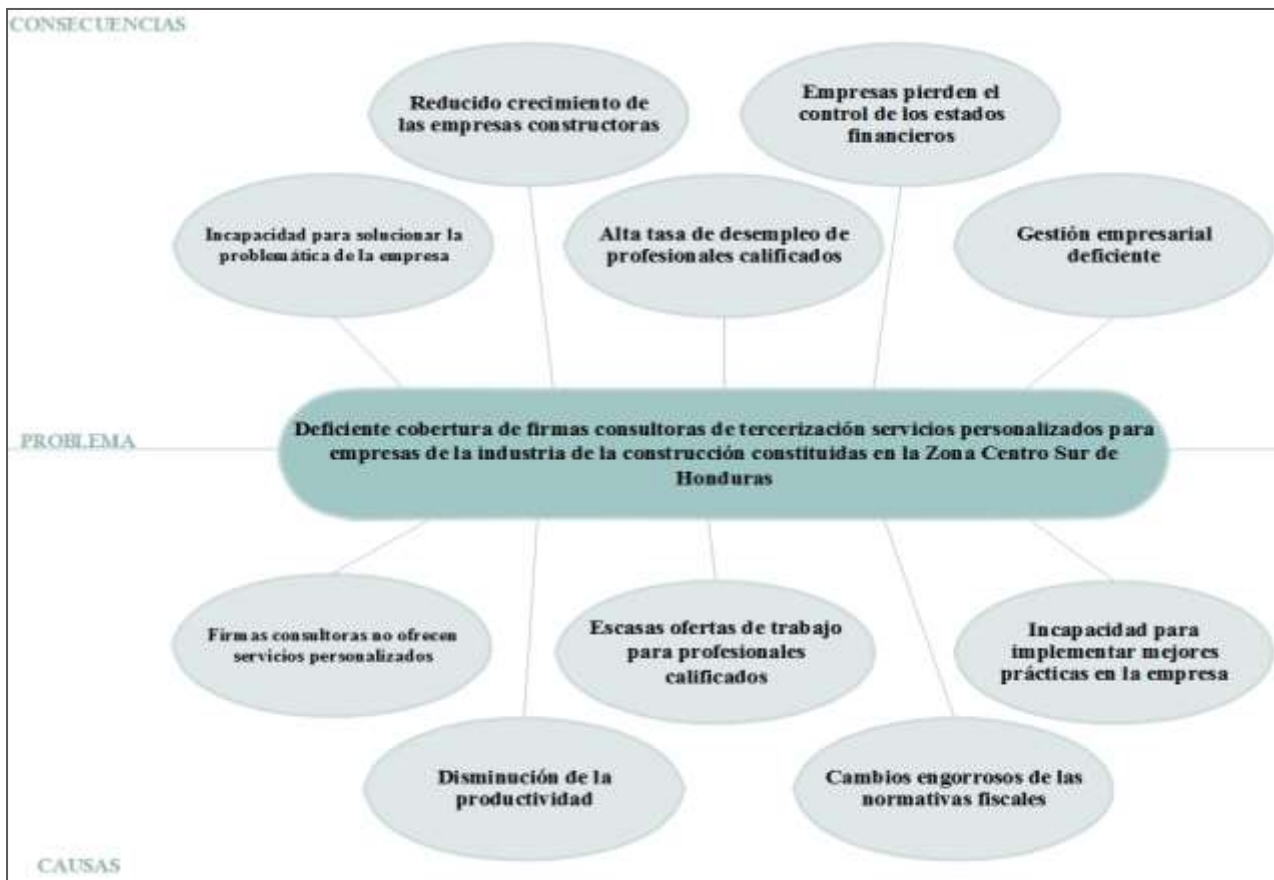 CONSECUENCIAS
Reducido crecimiento de
las empresas constructoras
Empresas pierden el
control de los estados
financieros
Incapacidad para solucionar la
problemática de la empresa
Alta tasa de desempleo de
profesionales calificados
Gestión empresarial
deficiente
PROBLEMA
Deficiente cobertura de firmas consultoras de tercerización servicios personalizados para
empresas de la industria de la construcción constituidas en la Zona Centro Sur de
Honduras
Firmas consultoras no ofrecen
servicios personalizados
Escasas ofertas de trabajo
para profesionales
calificados
Incapacidad para
implementar mejores
prácticas en la empresa
Disminución de la
productividad
Cambios engorrosos de las
normativas fiscales
CAUSAS